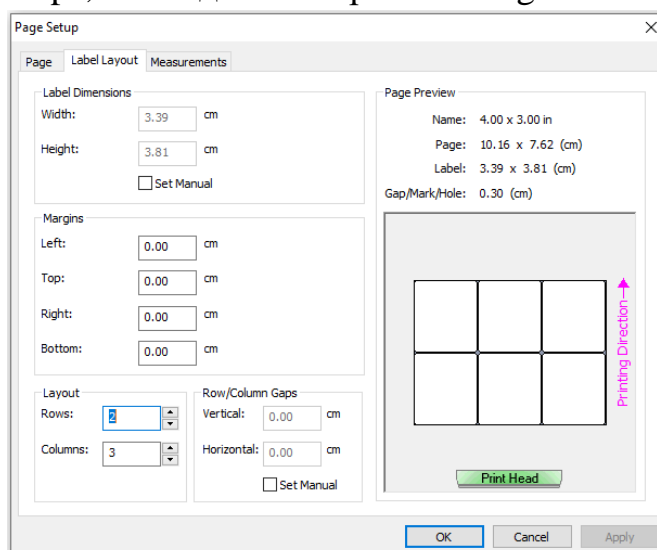 Page Setup
Page Label Layout Measurements
Label Dimensions
Width: 3.39 cm
Height: 3.81 cm
Set Manual
Margins
Left: 0.00 cm
Top: 0.00 cm
Right: 0.00 cm
Bottom: 0.00 cm
Layout
Rows: 2
Columns: 3
Row/Column Gaps
Vertical: 0.00 cm
Horizontal: 0.00 cm
Set Manual
Page Preview
Name: 4.00 x 3.00 in
Page: 10.16 x 7.62 (cm)
Label: 3.39 x 3.81 (cm)
Gap/Mark/Hole: 0.30 (cm)
Printing Direction
Print Head
OK Cancel Apply